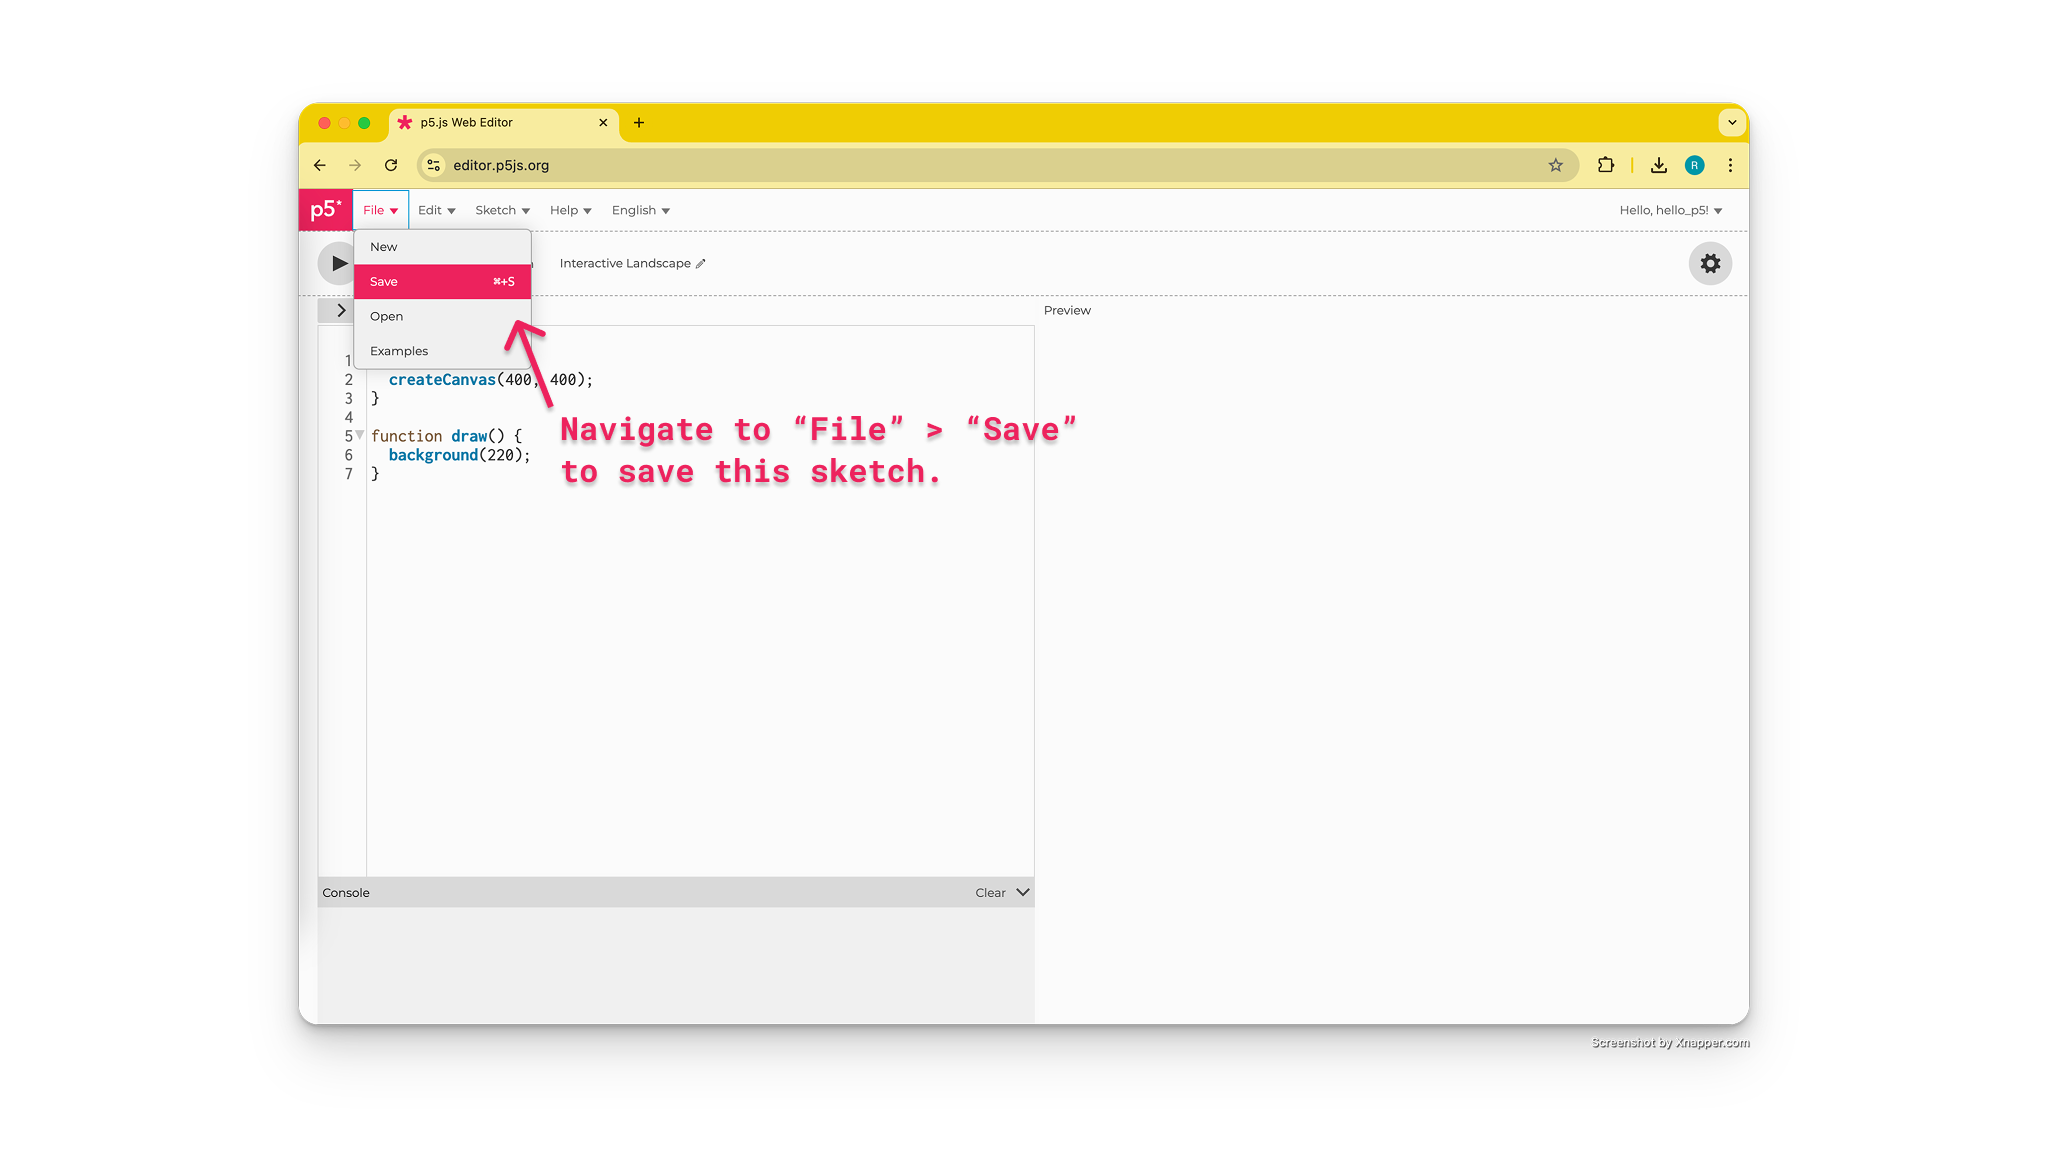 p5.js Web Editor
editor.p5js.org
R
p5* File Edit Sketch Help English Hello, hello_p5!
New
Interactive Landscape
Save ⌘+S
Open
Preview
Examples
1
2 createCanvas(400, 400);
3 }
4
5 function draw() {
6 background(220);
7 }
Navigate to “File” > “Save”
to save this sketch.
Console Clear
Screenshot by Xnapper.com